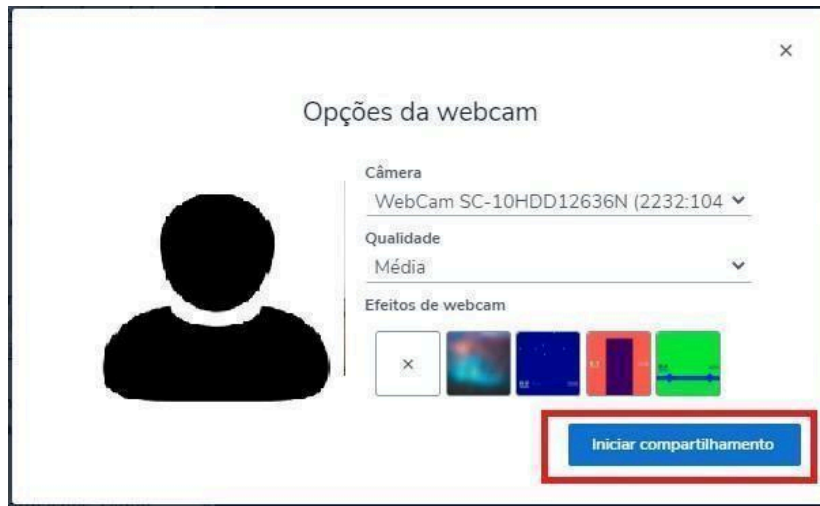 ×
Opções da webcam
Câmera
WebCam SC-10HDD12636N (2232:104
Qualidade
Média
Efeitos de webcam
×
Iniciar compartilhamento